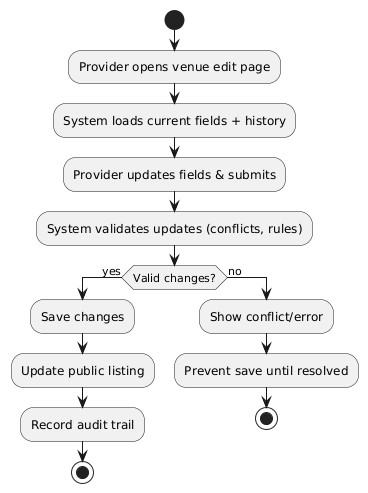 Provider opens venue edit page
System loads current fields + history
Provider updates fields & submits
System validates updates (conflicts, rules)
Valid changes?
yes
no
Save changes
Show conflict/error
Update public listing
Prevent save until resolved
Record audit trail